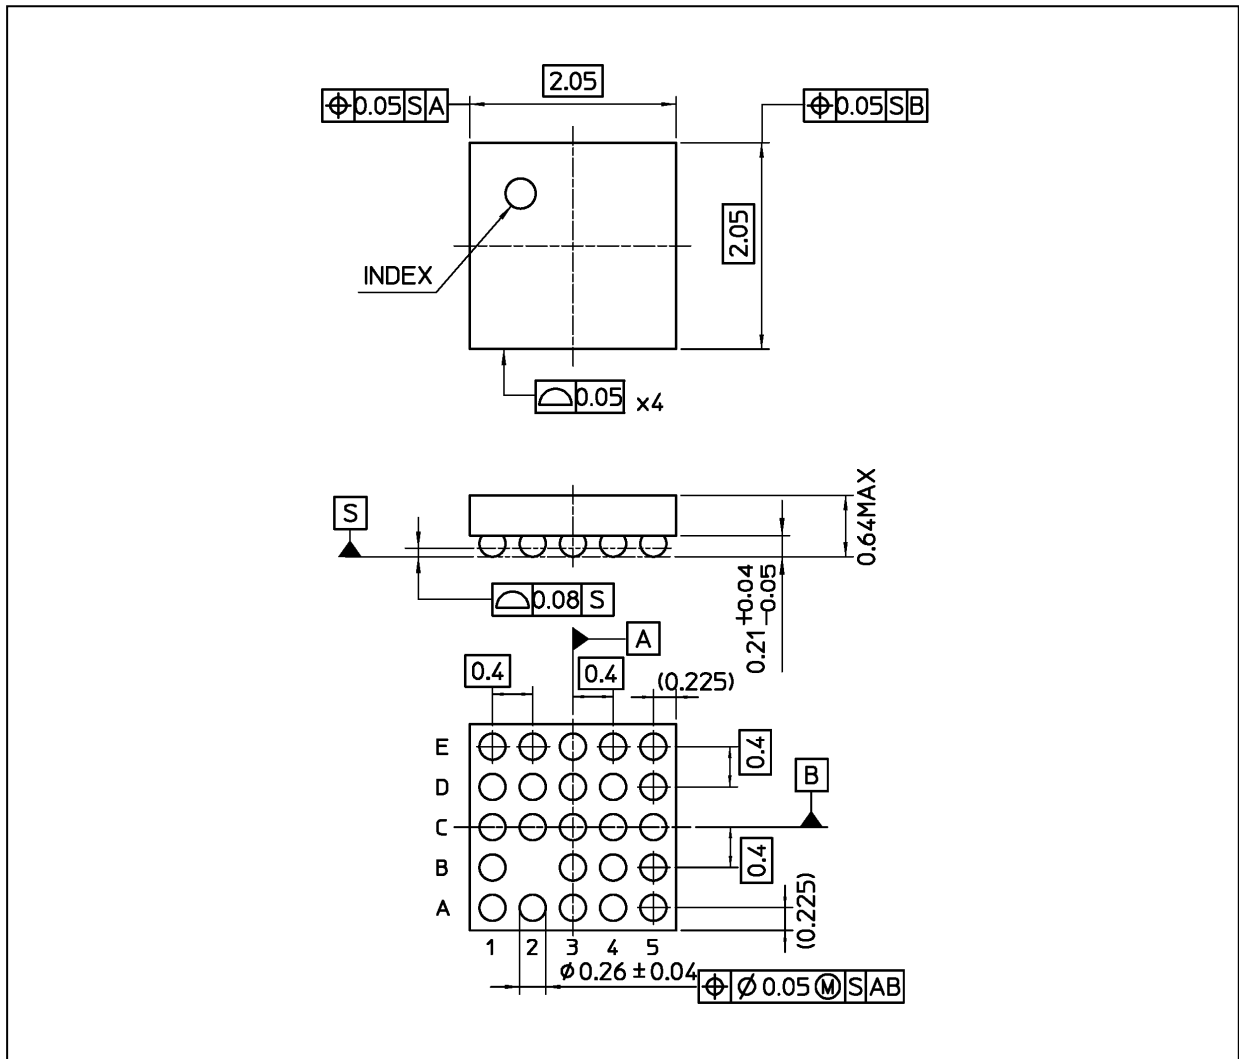 2.05
⌖ 0.05 S A
⌖ 0.05 S B
2.05
INDEX
⌓ 0.05 x4
S
0.64MAX
⌓ 0.08 S
0.21 +0.04 -0.05
A
0.4
0.4
(0.225)
E
0.4
B
D
C
B
0.4
A
(0.225)
1 2 3 4 5
⌀0.26±0.04
⌖ ⌀0.05 Ⓜ S AB